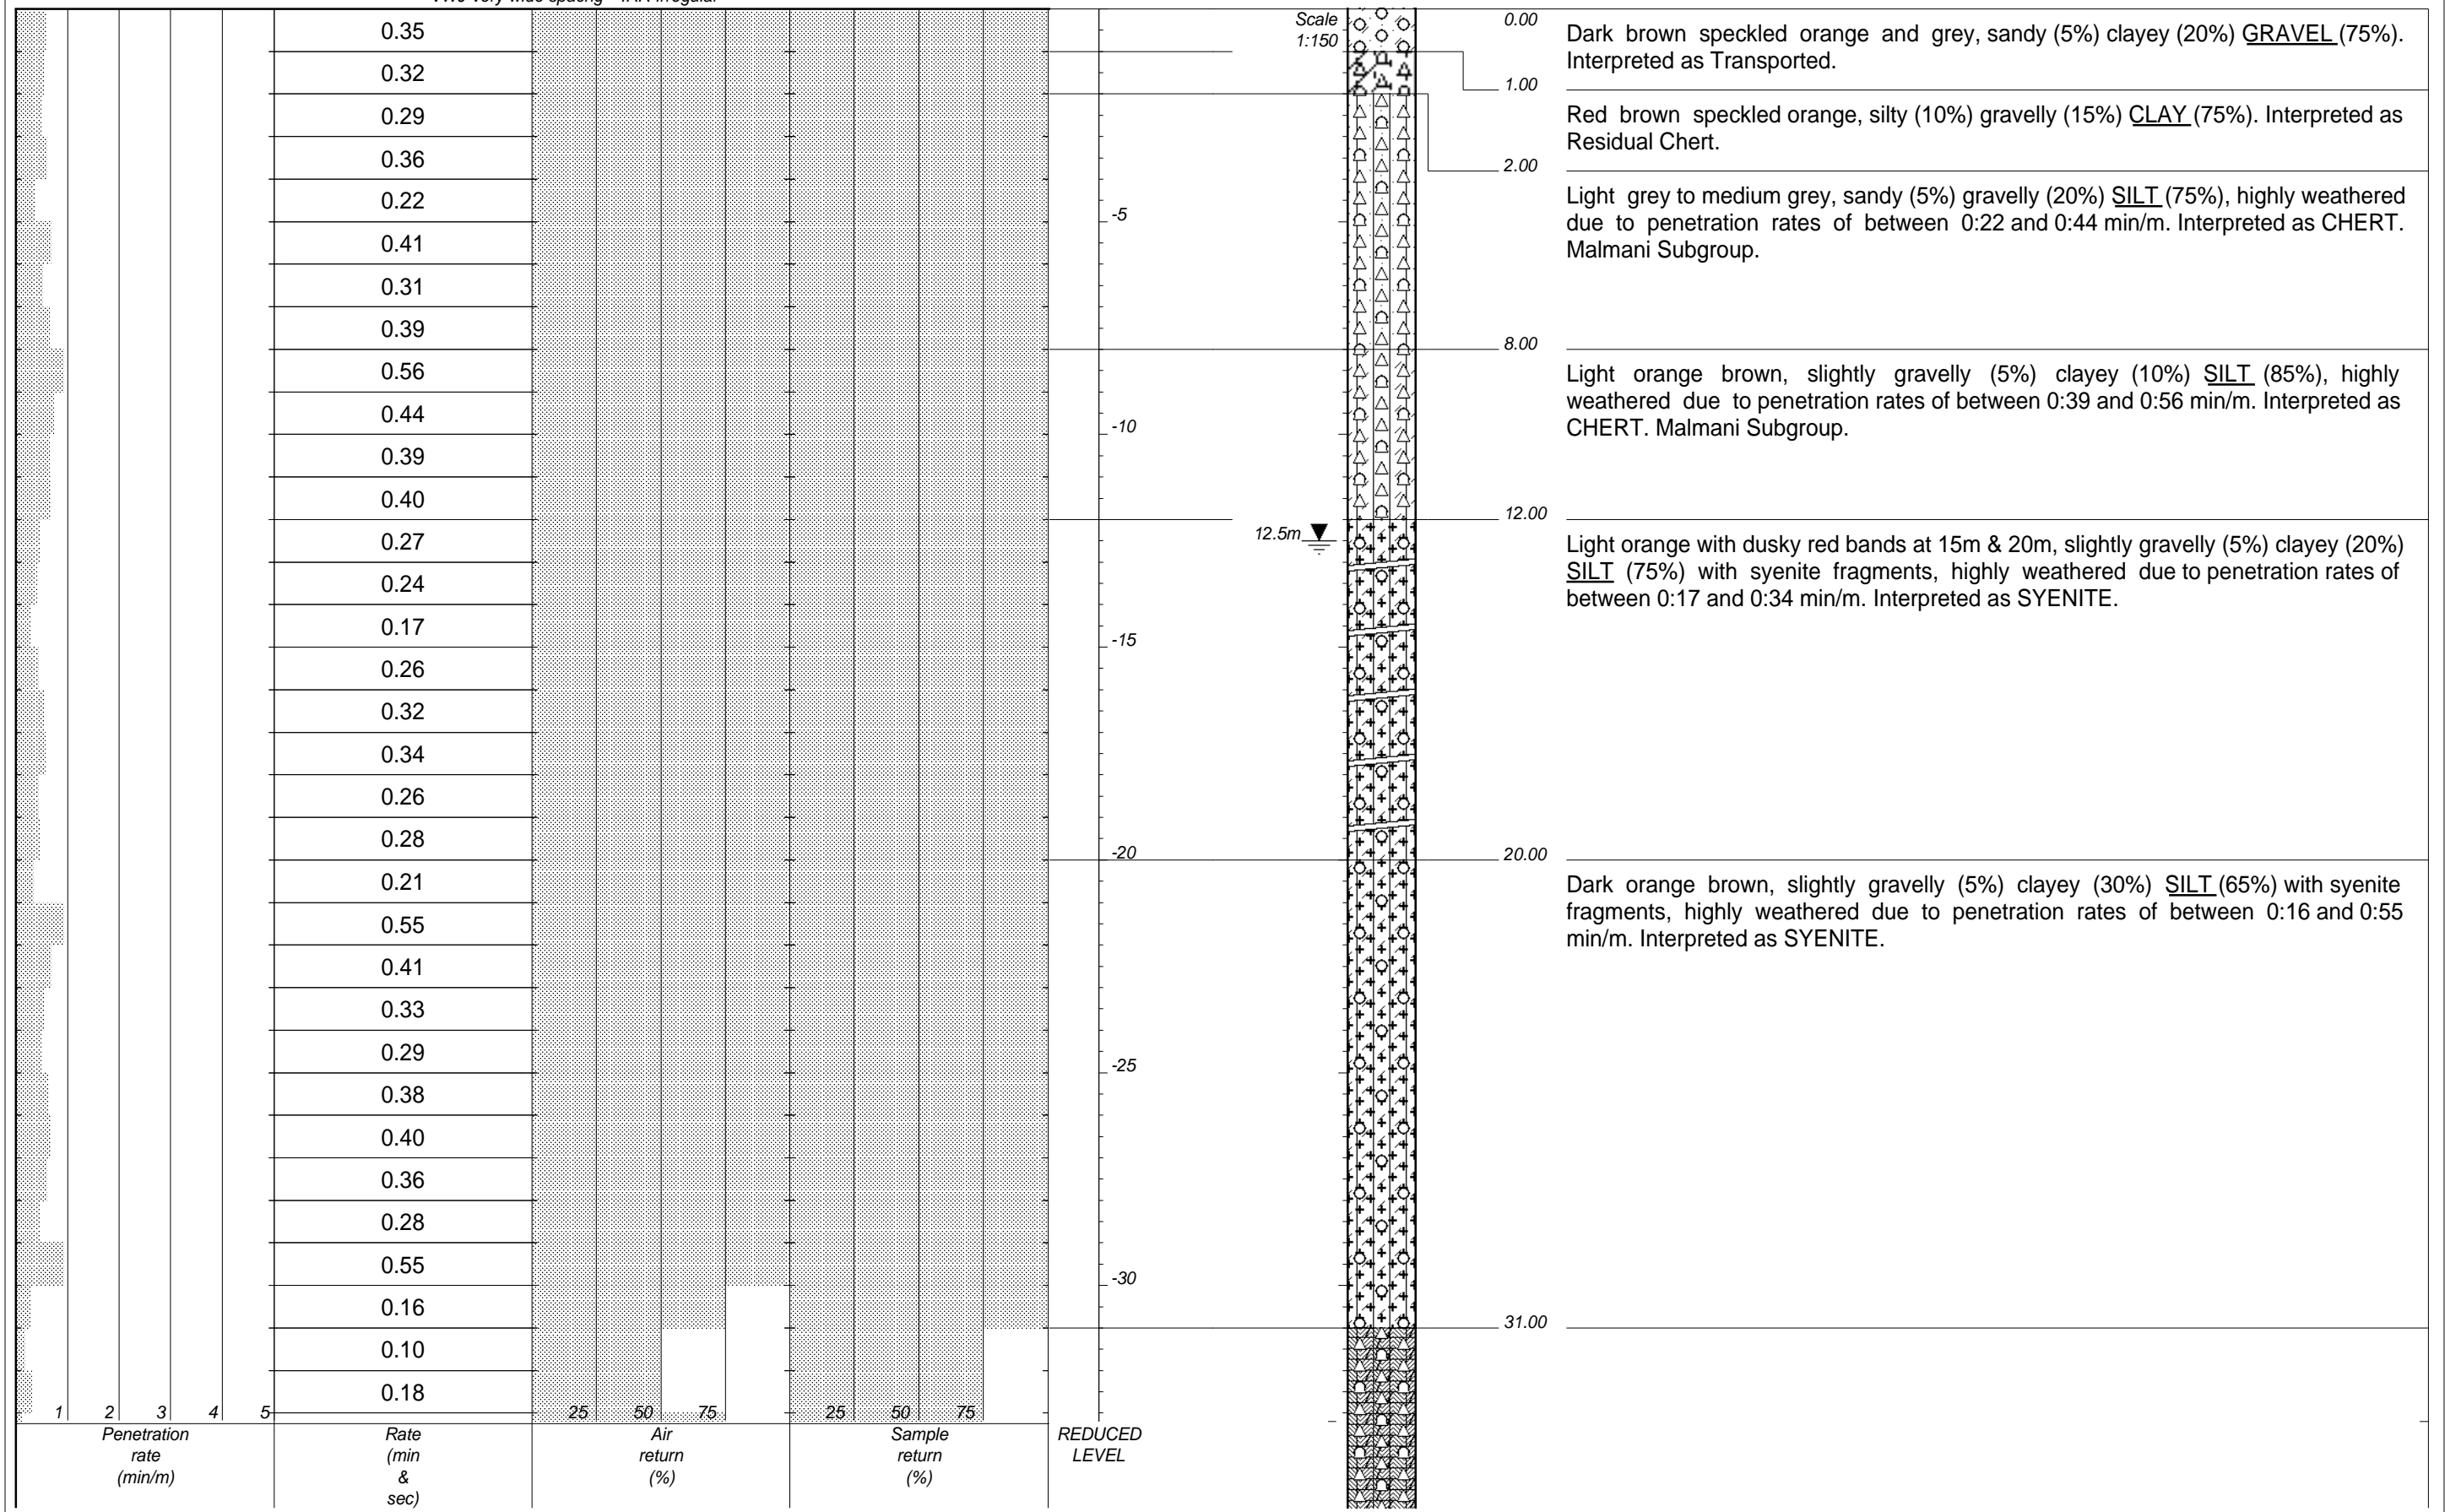 Scale
1:150
0.00
Dark brown speckled orange and grey, sandy (5%) clayey (20%) GRAVEL (75%).
Interpreted as Transported.
1.00
Red brown speckled orange, silty (10%) gravelly (15%) CLAY (75%). Interpreted as
Residual Chert.
2.00
Light grey to medium grey, sandy (5%) gravelly (20%) SILT (75%), highly weathered
due to penetration rates of between 0:22 and 0:44 min/m. Interpreted as CHERT.
Malmani Subgroup.
8.00
Light orange brown, slightly gravelly (5%) clayey (10%) SILT (85%), highly
weathered due to penetration rates of between 0:39 and 0:56 min/m. Interpreted as
CHERT. Malmani Subgroup.
12.00
12.5m
Light orange with dusky red bands at 15m & 20m, slightly gravelly (5%) clayey (20%)
SILT (75%) with syenite fragments, highly weathered due to penetration rates of
between 0:17 and 0:34 min/m. Interpreted as SYENITE.
20.00
Dark orange brown, slightly gravelly (5%) clayey (30%) SILT (65%) with syenite
fragments, highly weathered due to penetration rates of between 0:16 and 0:55
min/m. Interpreted as SYENITE.
31.00
0.35
0.32
0.29
0.36
0.22
0.41
0.31
0.39
0.56
0.44
0.39
0.40
0.27
0.24
0.17
0.26
0.32
0.34
0.26
0.28
0.21
0.55
0.41
0.33
0.29
0.38
0.40
0.36
0.28
0.55
0.16
0.10
0.18
-5
-10
-15
-20
-25
-30
1 2 3 4 5
25 50 75
25 50 75
Penetration
rate
(min/m)
Rate
(min
&
sec)
Air
return
(%)
Sample
return
(%)
REDUCED
LEVEL